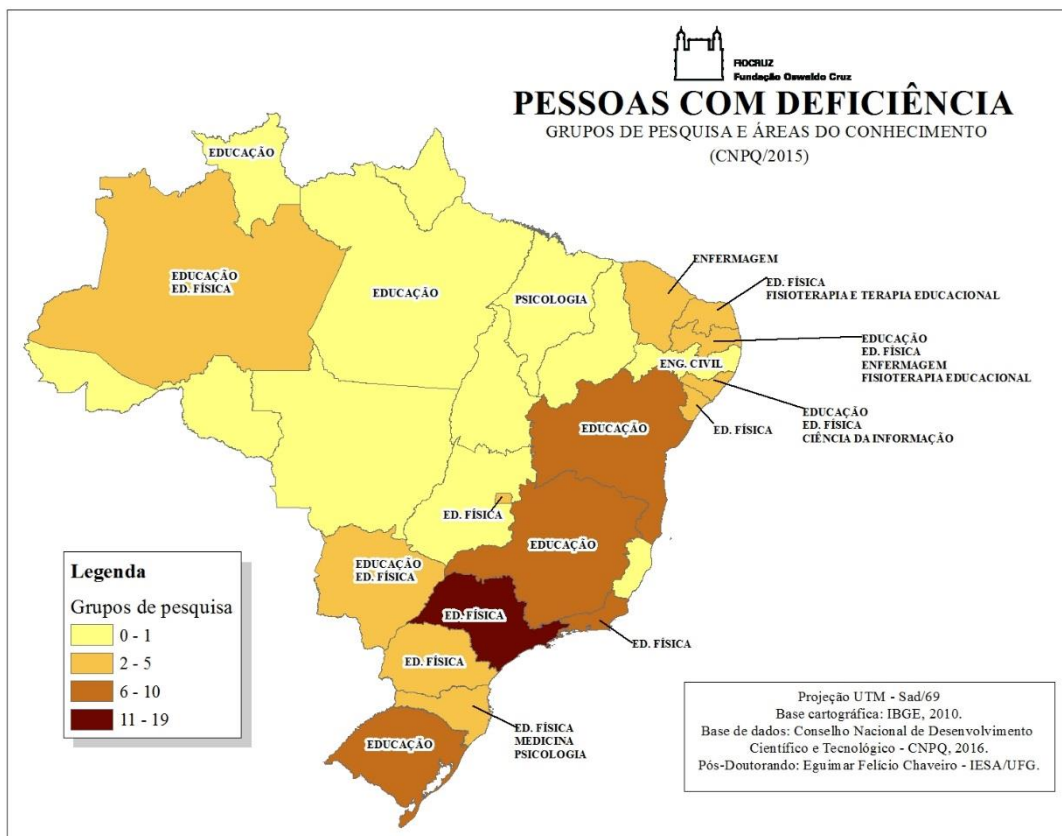 FIOCRUZ
Fundação Oswaldo Cruz
PESSOAS COM DEFICIÊNCIA
GRUPOS DE PESQUISA E ÁREAS DO CONHECIMENTO
(CNPQ/2015)
EDUCAÇÃO
EDUCAÇÃO
ED. FÍSICA
EDUCAÇÃO
PSICOLOGIA
ENFERMAGEM
ED. FÍSICA
FISIOTERAPIA E TERAPIA EDUCACIONAL
EDUCAÇÃO
ED. FÍSICA
ENFERMAGEM
FISIOTERAPIA EDUCACIONAL
ENG. CIVIL
EDUCAÇÃO
ED. FÍSICA
CIÊNCIA DA INFORMAÇÃO
ED. FÍSICA
EDUCAÇÃO
ED. FÍSICA
EDUCAÇÃO
EDUCAÇÃO
ED. FÍSICA
ED. FÍSICA
ED. FÍSICA
ED. FÍSICA
ED. FÍSICA
MEDICINA
PSICOLOGIA
EDUCAÇÃO
Legenda
Grupos de pesquisa
0 - 1
2 - 5
6 - 10
11 - 19
Projeção UTM - Sad/69
Base cartográfica: IBGE, 2010.
Base de dados: Conselho Nacional de Desenvolvimento
Científico e Tecnológico - CNPQ, 2016.
Pós-Doutorando: Eguimar Felício Chaveiro - IESA/UFG.